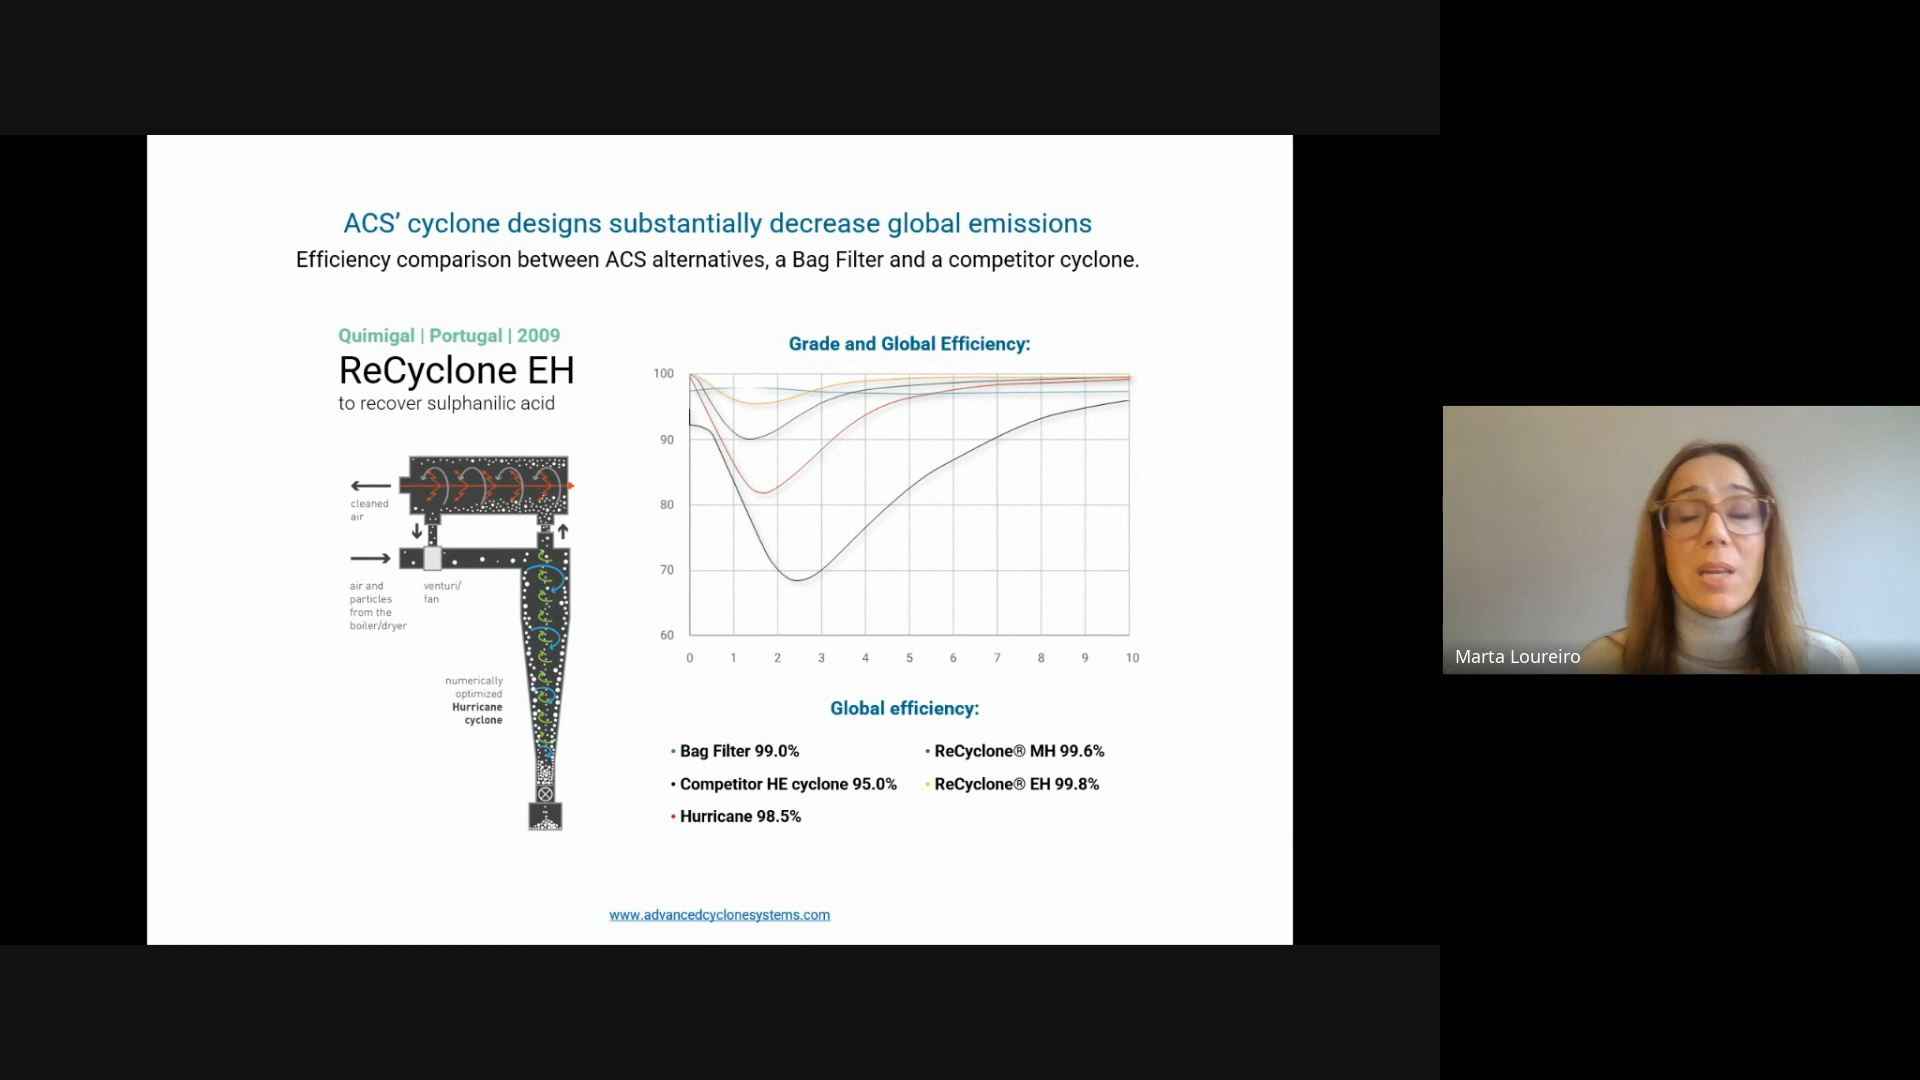 ACS’ cyclone designs substantially decrease global emissions
Efficiency comparison between ACS alternatives, a Bag Filter and a competitor cyclone.
Quimigal | Portugal | 2009
ReCyclone EH
to recover sulphanilic acid
cleaned
air
air and
particles
from the
boiler/dryer
venturi/
fan
numerically
optimized
Hurricane
cyclone
Grade and Global Efficiency:
100
90
80
70
60
0 1 2 3 4 5 6 7 8 9 10
Global efficiency:
• Bag Filter 99.0%
• Competitor HE cyclone 95.0%
• Hurricane 98.5%
• ReCyclone® MH 99.6%
• ReCyclone® EH 99.8%
www.advancedcyclonesystems.com
Marta Loureiro